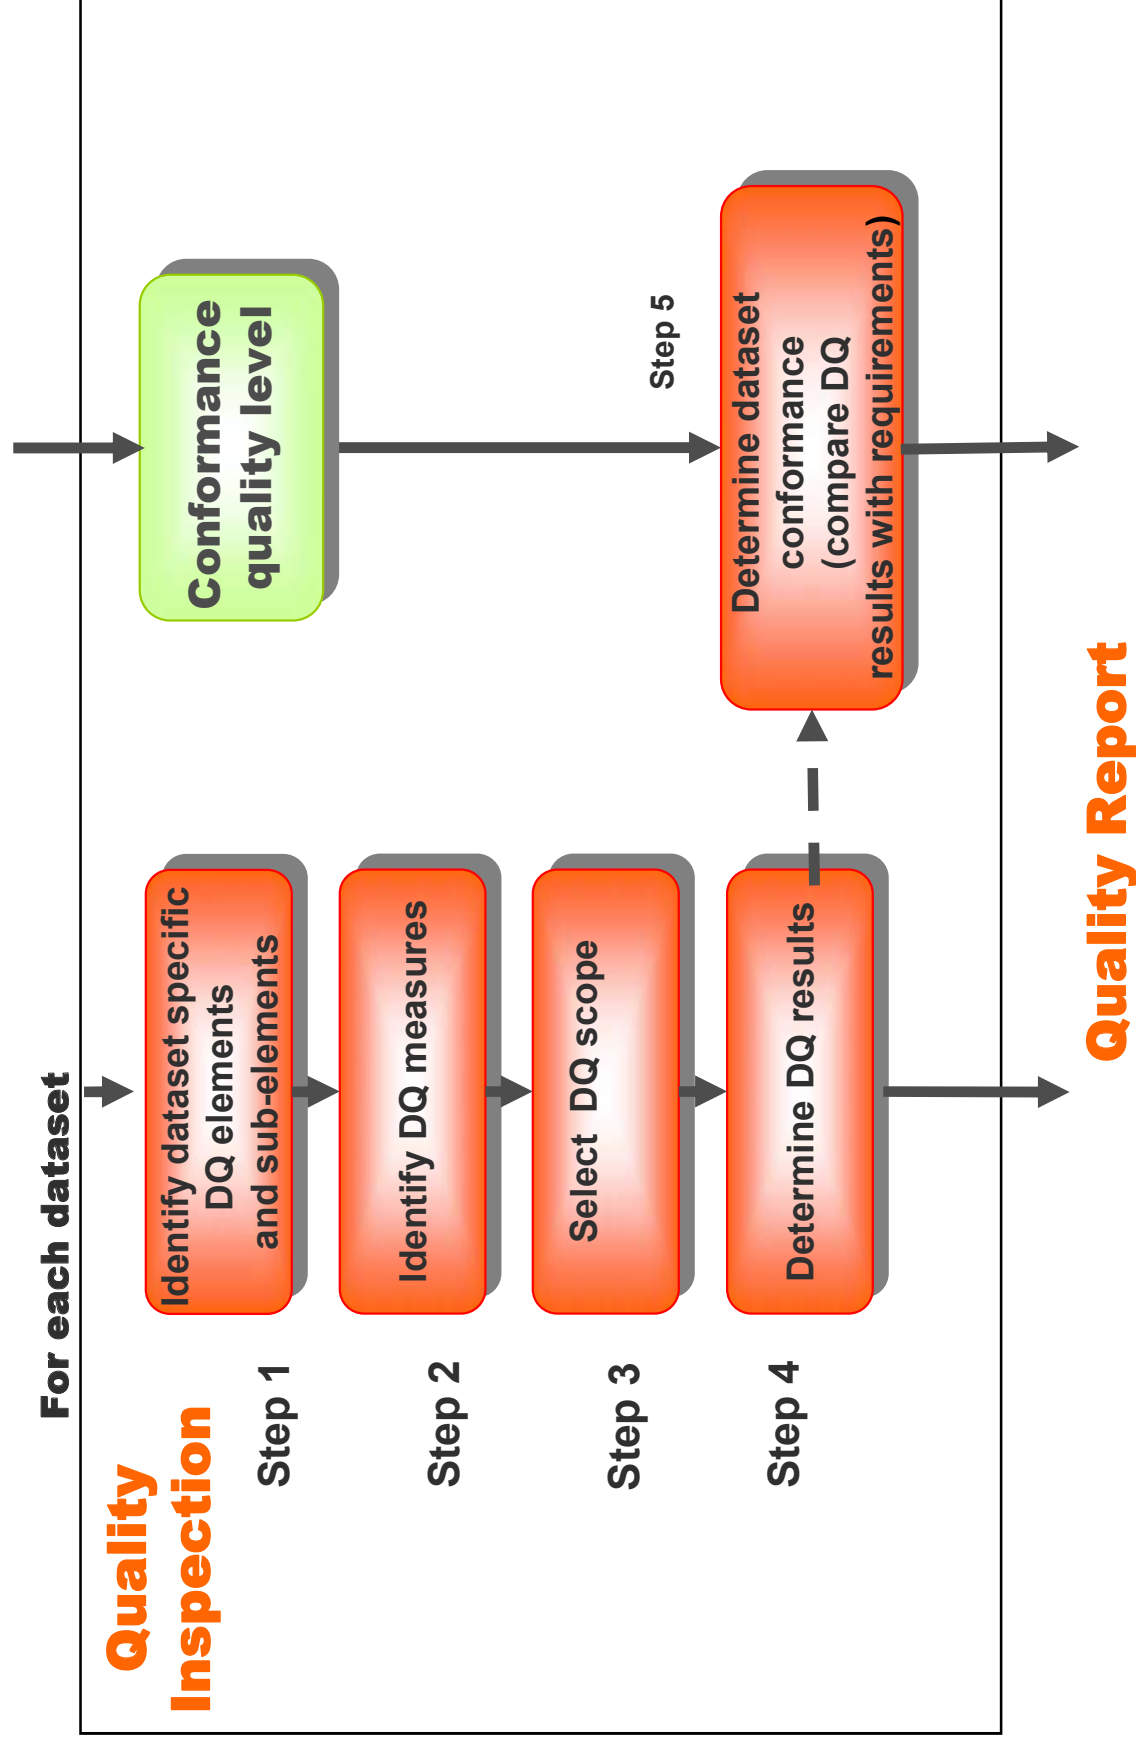 For each dataset
Quality
Inspection
Step 1
Identify dataset specific
DQ elements
and sub-elements
Conformance
quality level
Step 2
Identify DQ measures
Step 3
Select DQ scope
Step 4
Determine DQ results
Step 5
Determine dataset
conformance
(compare DQ
results with requirements)
Quality Report